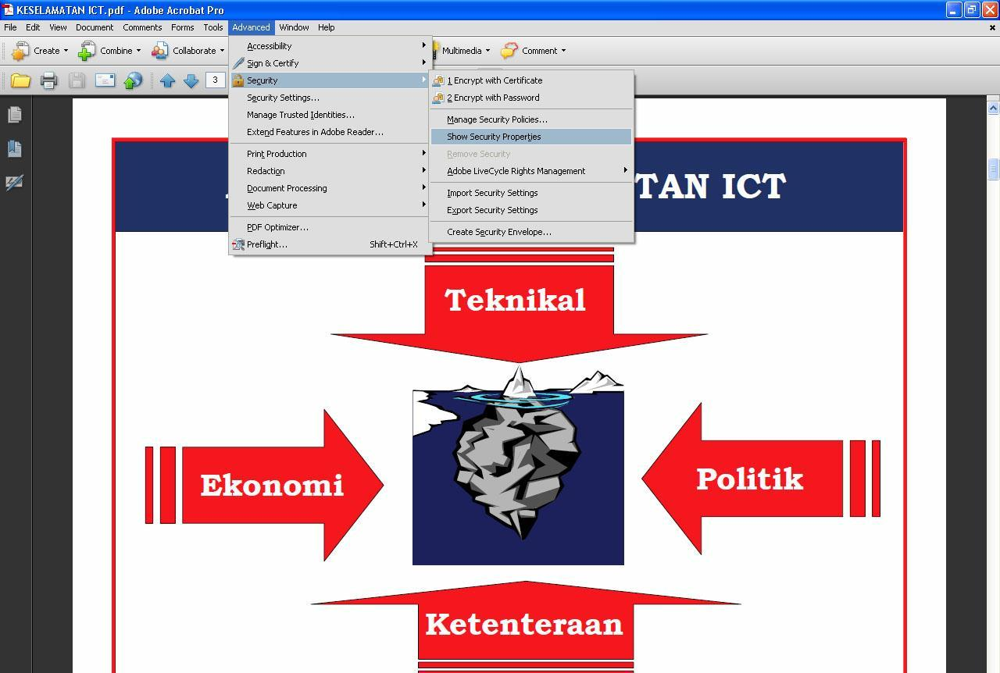 KESELAMATAN ICT.pdf - Adobe Acrobat Pro
File Edit View Document Comments Forms Tools Advanced Window Help
Create Combine Collaborate Multimedia Comment
3
Accessibility
Sign & Certify
Security
Security Settings...
Manage Trusted Identities...
Extend Features in Adobe Reader...
Print Production
Redaction
Document Processing
Web Capture
PDF Optimizer...
Preflight... Shift+Ctrl+X
1 Encrypt with Certificate
2 Encrypt with Password
Manage Security Policies...
Show Security Properties
Remove Security
Adobe LiveCycle Rights Management
Import Security Settings
Export Security Settings
Create Security Envelope...
TAN ICT
Teknikal
Ekonomi
Politik
Ketenteraan